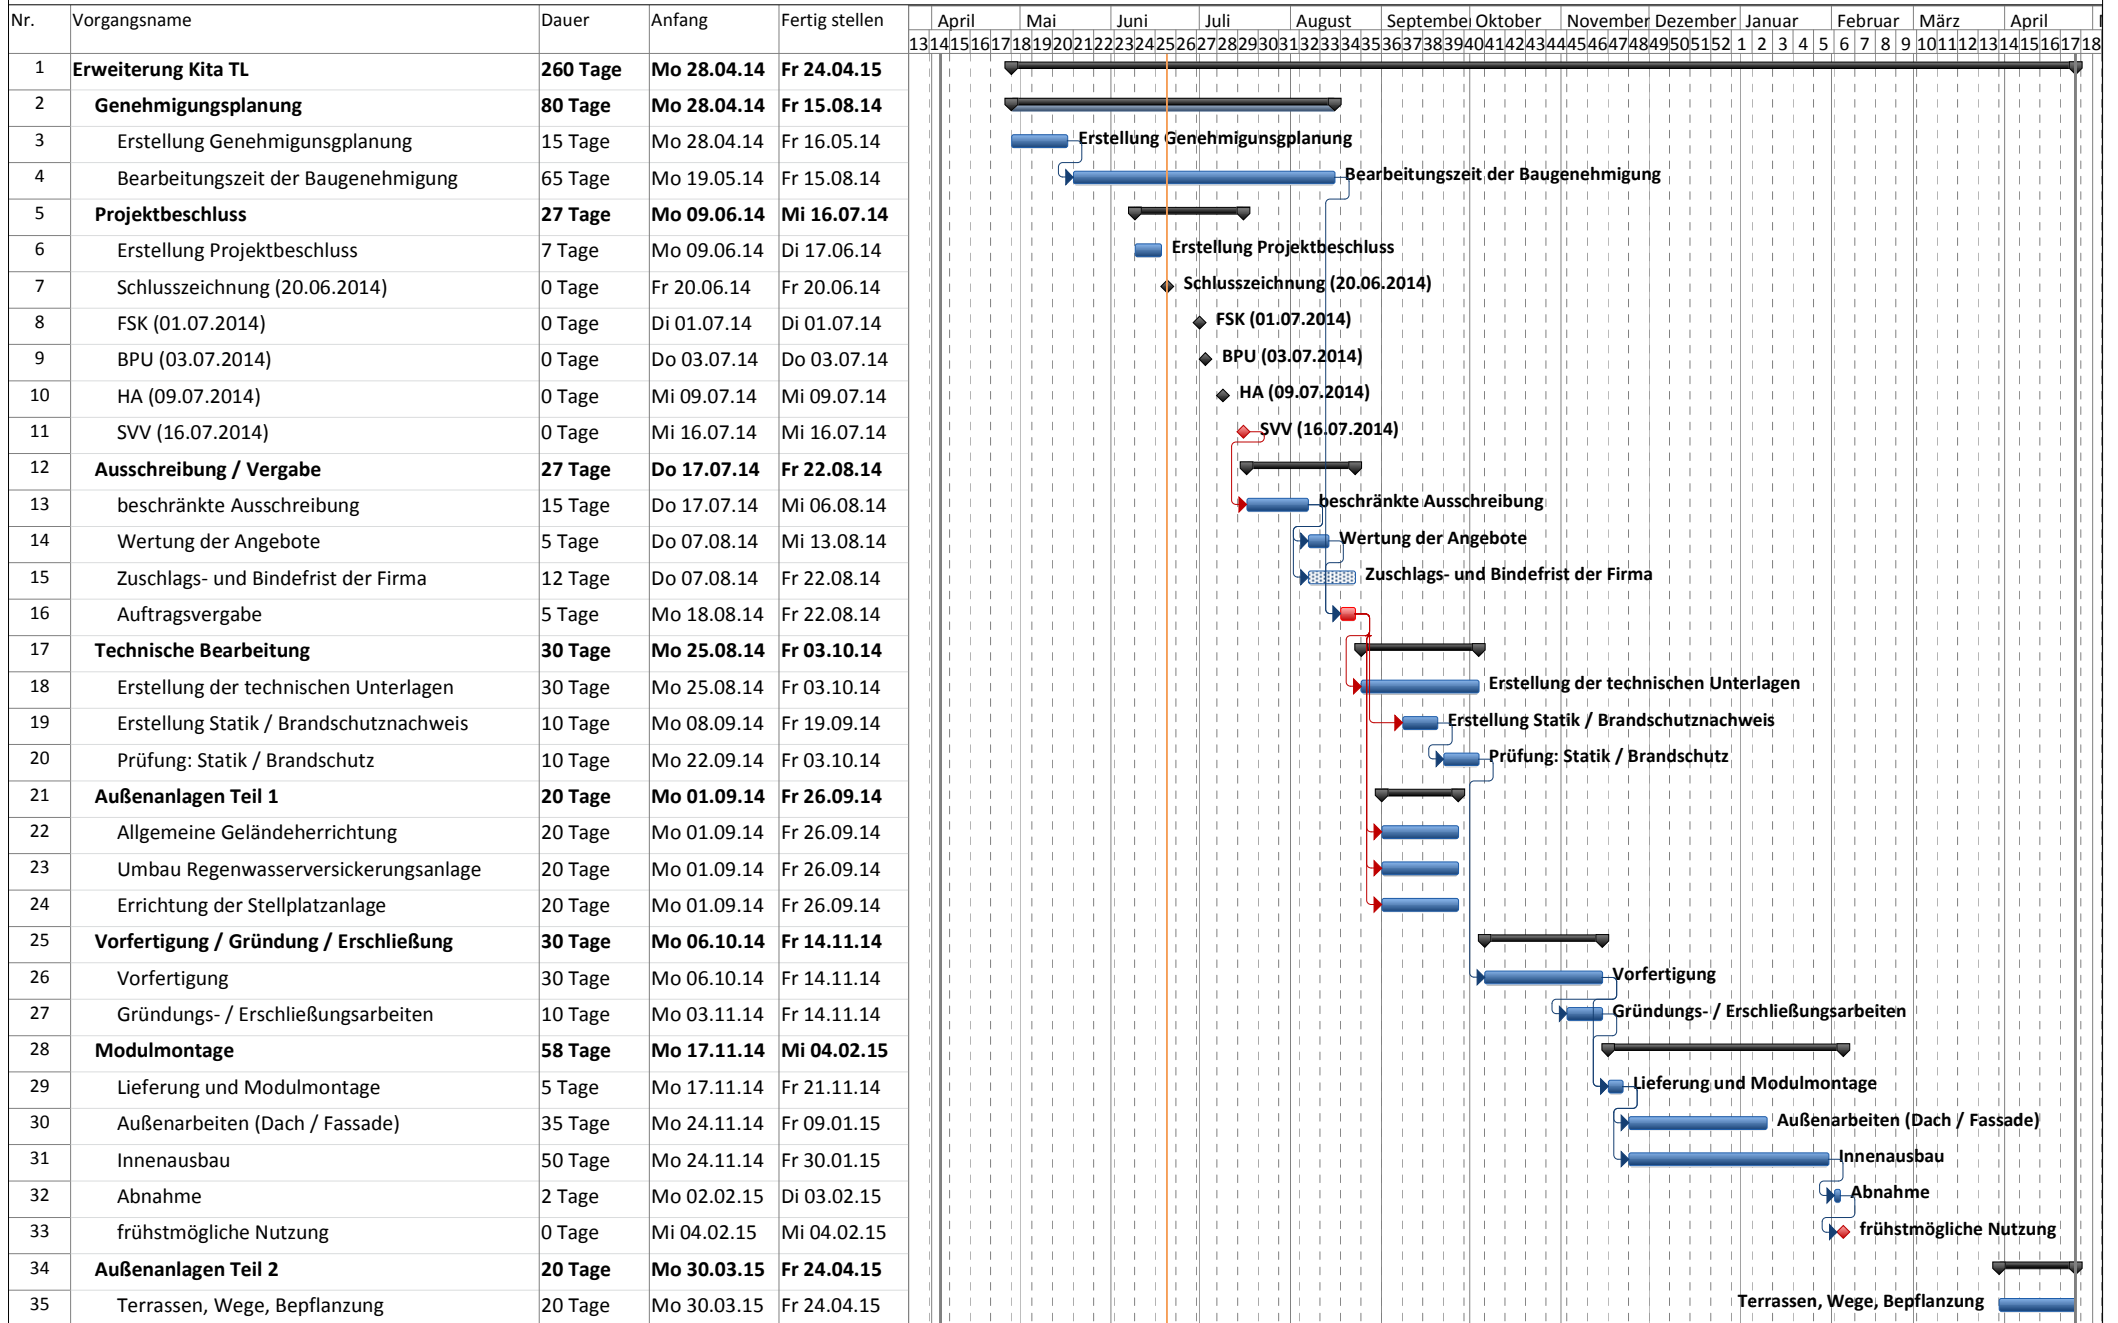 Nr. Vorgangsname Dauer Anfang Fertig stellen April Mai Juni Juli August September Oktober November Dezember Januar Februar März April
13 14 15 16 17 18 19 20 21 22 23 24 25 26 27 28 29 30 31 32 33 34 35 36 37 38 39 40 41 42 43 44 45 46 47 48 49 50 51 52 1 2 3 4 5 6 7 8 9 10 11 12 13 14 15 16 17 18
1 Erweiterung Kita TL 260 Tage Mo 28.04.14 Fr 24.04.15
2 Genehmigungsplanung 80 Tage Mo 28.04.14 Fr 15.08.14
3 Erstellung Genehmigunsgplanung 15 Tage Mo 28.04.14 Fr 16.05.14 Erstellung Genehmigunsgplanung
4 Bearbeitungszeit der Baugenehmigung 65 Tage Mo 19.05.14 Fr 15.08.14 Bearbeitungszeit der Baugenehmigung
5 Projektbeschluss 27 Tage Mo 09.06.14 Mi 16.07.14
6 Erstellung Projektbeschluss 7 Tage Mo 09.06.14 Di 17.06.14 Erstellung Projektbeschluss
7 Schlusszeichnung (20.06.2014) 0 Tage Fr 20.06.14 Fr 20.06.14 Schlusszeichnung (20.06.2014)
8 FSK (01.07.2014) 0 Tage Di 01.07.14 Di 01.07.14 FSK (01.07.2014)
9 BPU (03.07.2014) 0 Tage Do 03.07.14 Do 03.07.14 BPU (03.07.2014)
10 HA (09.07.2014) 0 Tage Mi 09.07.14 Mi 09.07.14 HA (09.07.2014)
11 SVV (16.07.2014) 0 Tage Mi 16.07.14 Mi 16.07.14 SVV (16.07.2014)
12 Ausschreibung / Vergabe 27 Tage Do 17.07.14 Fr 22.08.14
13 beschränkte Ausschreibung 15 Tage Do 17.07.14 Mi 06.08.14 beschränkte Ausschreibung
14 Wertung der Angebote 5 Tage Do 07.08.14 Mi 13.08.14 Wertung der Angebote
15 Zuschlags- und Bindefrist der Firma 12 Tage Do 07.08.14 Fr 22.08.14 Zuschlags- und Bindefrist der Firma
16 Auftragsvergabe 5 Tage Mo 18.08.14 Fr 22.08.14
17 Technische Bearbeitung 30 Tage Mo 25.08.14 Fr 03.10.14
18 Erstellung der technischen Unterlagen 30 Tage Mo 25.08.14 Fr 03.10.14 Erstellung der technischen Unterlagen
19 Erstellung Statik / Brandschutznachweis 10 Tage Mo 08.09.14 Fr 19.09.14 Erstellung Statik / Brandschutznachweis
20 Prüfung: Statik / Brandschutz 10 Tage Mo 22.09.14 Fr 03.10.14 Prüfung: Statik / Brandschutz
21 Außenanlagen Teil 1 20 Tage Mo 01.09.14 Fr 26.09.14
22 Allgemeine Geländeherrichtung 20 Tage Mo 01.09.14 Fr 26.09.14
23 Umbau Regenwasserversickerungsanlage 20 Tage Mo 01.09.14 Fr 26.09.14
24 Errichtung der Stellplatzanlage 20 Tage Mo 01.09.14 Fr 26.09.14
25 Vorfertigung / Gründung / Erschließung 30 Tage Mo 06.10.14 Fr 14.11.14
26 Vorfertigung 30 Tage Mo 06.10.14 Fr 14.11.14 Vorfertigung
27 Gründungs- / Erschließungsarbeiten 10 Tage Mo 03.11.14 Fr 14.11.14 Gründungs- / Erschließungsarbeiten
28 Modulmontage 58 Tage Mo 17.11.14 Mi 04.02.15
29 Lieferung und Modulmontage 5 Tage Mo 17.11.14 Fr 21.11.14 Lieferung und Modulmontage
30 Außenarbeiten (Dach / Fassade) 35 Tage Mo 24.11.14 Fr 09.01.15 Außenarbeiten (Dach / Fassade)
31 Innenausbau 50 Tage Mo 24.11.14 Fr 30.01.15 Innenausbau
32 Abnahme 2 Tage Mo 02.02.15 Di 03.02.15 Abnahme
33 frühstmögliche Nutzung 0 Tage Mi 04.02.15 Mi 04.02.15 frühstmögliche Nutzung
34 Außenanlagen Teil 2 20 Tage Mo 30.03.15 Fr 24.04.15
35 Terrassen, Wege, Bepflanzung 20 Tage Mo 30.03.15 Fr 24.04.15 Terrassen, Wege, Bepflanzung